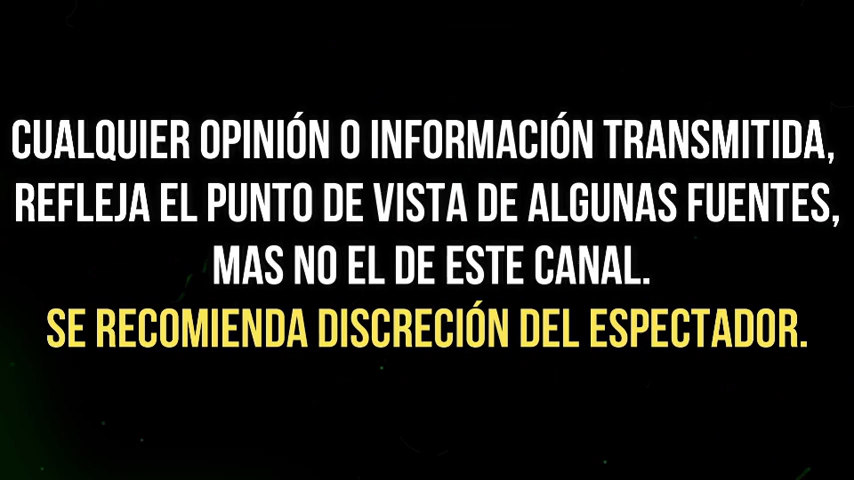 CUALQUIER OPINIÓN O INFORMACIÓN TRANSMITIDA,
REFLEJA EL PUNTO DE VISTA DE ALGUNAS FUENTES,
MAS NO EL DE ESTE CANAL.
SE RECOMIENDA DISCRECIÓN DEL ESPECTADOR.